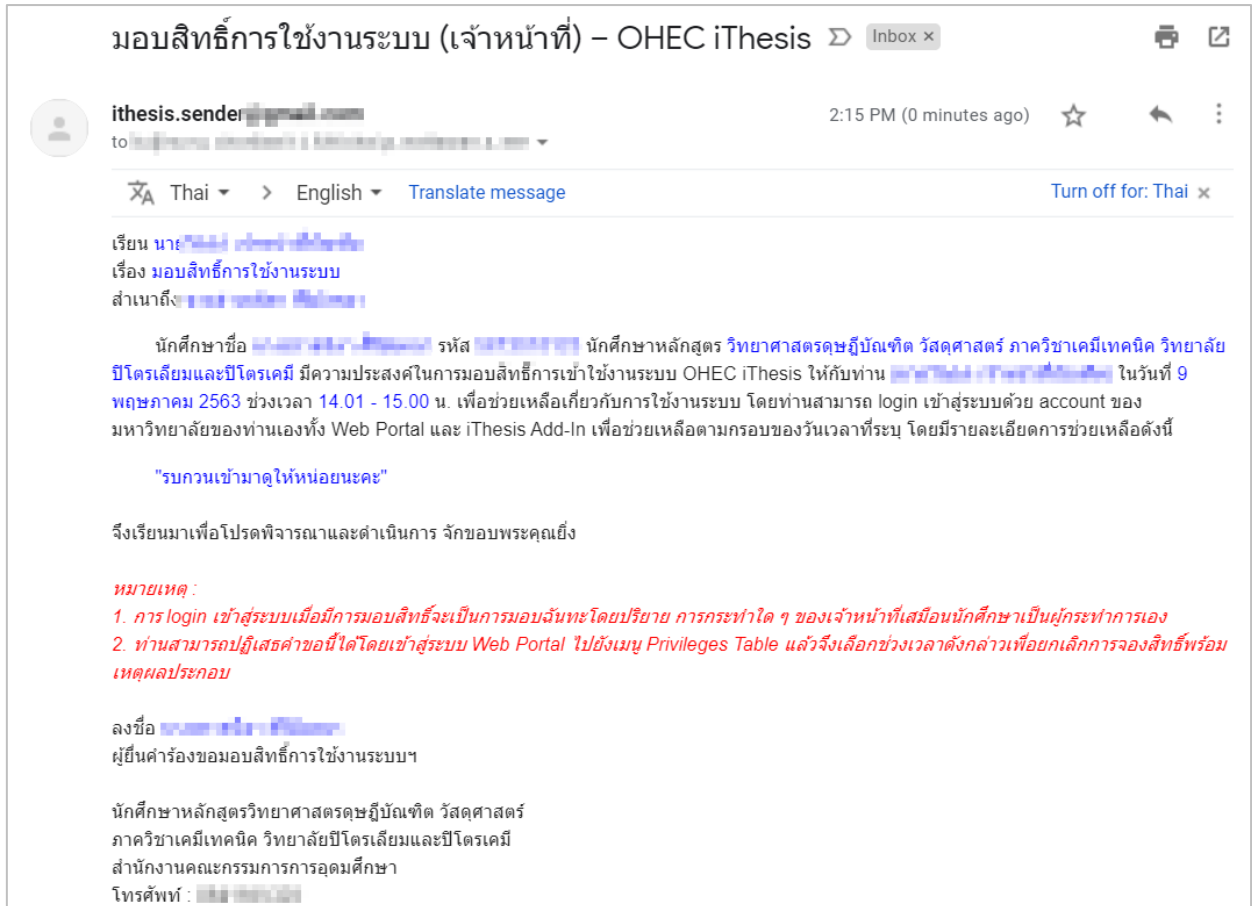 มอบสิทธิ์การใช้งานระบบ (เจ้าหน้าที่) – OHEC iThesis Inbox ×
ithesis.sender 2:15 PM (0 minutes ago)
to
Thai > English Translate message Turn off for: Thai ×
เรียน นาย
เรื่อง มอบสิทธิ์การใช้งานระบบ
สำเนาถึง
นักศึกษาชื่อ รหัส นักศึกษาหลักสูตร วิทยาศาสตรดุษฎีบัณฑิต วัสดุศาสตร์ ภาควิชาเคมีเทคนิค วิทยาลัย
ปิโตรเลียมและปิโตรเคมี มีความประสงค์ในการมอบสิทธิ์การเข้าใช้งานระบบ OHEC iThesis ให้กับท่าน ในวันที่ 9
พฤษภาคม 2563 ช่วงเวลา 14.01 - 15.00 น. เพื่อช่วยเหลือเกี่ยวกับการใช้งานระบบ โดยท่านสามารถ login เข้าสู่ระบบด้วย account ของ
มหาวิทยาลัยของท่านเองทั้ง Web Portal และ iThesis Add-In เพื่อช่วยเหลือตามกรอบของวันเวลาที่ระบุ โดยมีรายละเอียดการช่วยเหลือดังนี้
"รบกวนเข้ามาดูให้หน่อยนะคะ"
จึงเรียนมาเพื่อโปรดพิจารณาและดำเนินการ จักขอบพระคุณยิ่ง
หมายเหตุ :
1. การ login เข้าสู่ระบบเมื่อมีการมอบสิทธิ์จะเป็นการมอบฉันทะโดยปริยาย การกระทำใด ๆ ของเจ้าหน้าที่เสมือนนักศึกษาเป็นผู้กระทำการเอง
2. ท่านสามารถปฏิเสธคำขอนี้ได้โดยเข้าสู่ระบบ Web Portal ไปยังเมนู Privileges Table แล้วจึงเลือกช่วงเวลาดังกล่าวเพื่อยกเลิกการจองสิทธิ์พร้อม
เหตุผลประกอบ
ลงชื่อ
ผู้ยื่นคำร้องขอมอบสิทธิ์การใช้งานระบบฯ
นักศึกษาหลักสูตรวิทยาศาสตรดุษฎีบัณฑิต วัสดุศาสตร์
ภาควิชาเคมีเทคนิค วิทยาลัยปิโตรเลียมและปิโตรเคมี
สำนักงานคณะกรรมการการอุดมศึกษา
โทรศัพท์ :